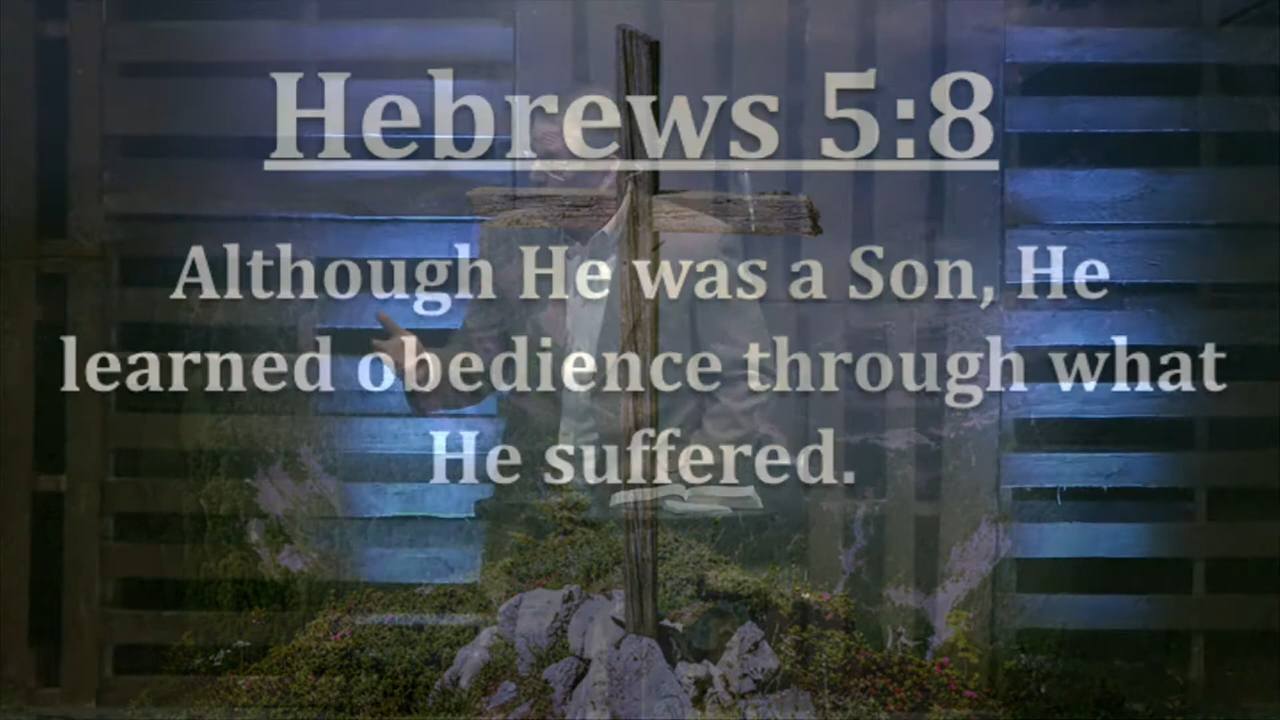 Hebrews 5:8
Although He was a Son, He
learned obedience through what
He suffered.